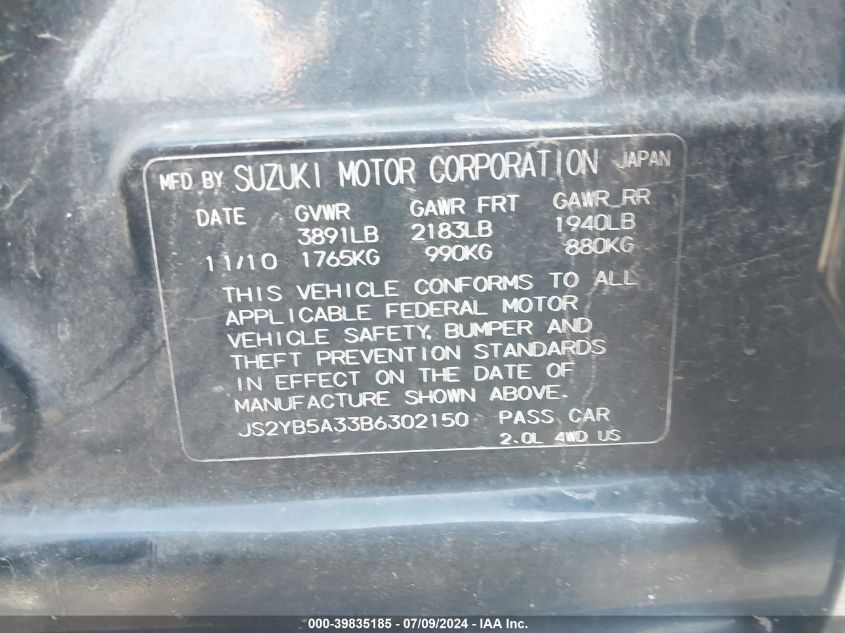 MFD BY SUZUKI MOTOR CORPORATION JAPAN
DATE GVWR GAWR FRT GAWR RR
3891LB 2183LB 1940LB
11/10 1765KG 990KG 880KG
THIS VEHICLE CONFORMS TO ALL
APPLICABLE FEDERAL MOTOR
VEHICLE SAFETY, BUMPER AND
THEFT PREVENTION STANDARDS
IN EFFECT ON THE DATE OF
MANUFACTURE SHOWN ABOVE.
JS2YB5A33B6302150 PASS CAR
2.0L 4WD US
000-39835185 - 07/09/2024 - IAA Inc.